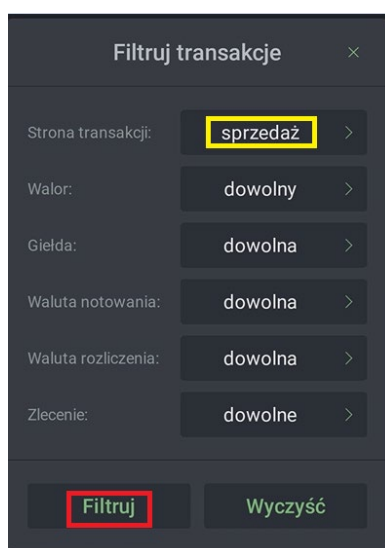 Filtruj transakcje
Strona transakcji: sprzedaż
Walor: dowolny
Giełda: dowolna
Waluta notowania: dowolna
Waluta rozliczenia: dowolna
Zlecenie: dowolne
Filtruj Wyczyść